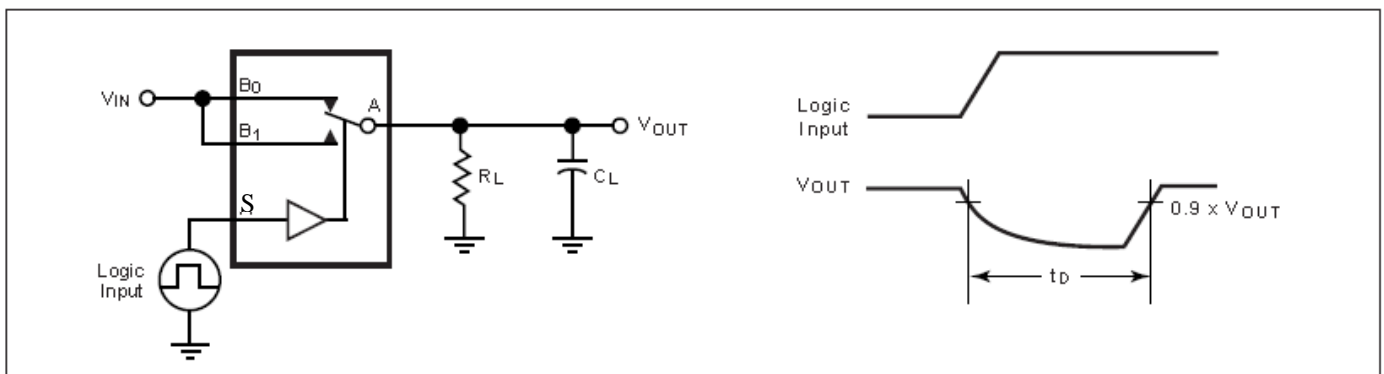 VIN
B0
B1
A
S
Logic
Input
RL
CL
VOUT
Logic
Input
VOUT
0.9 x VOUT
tD